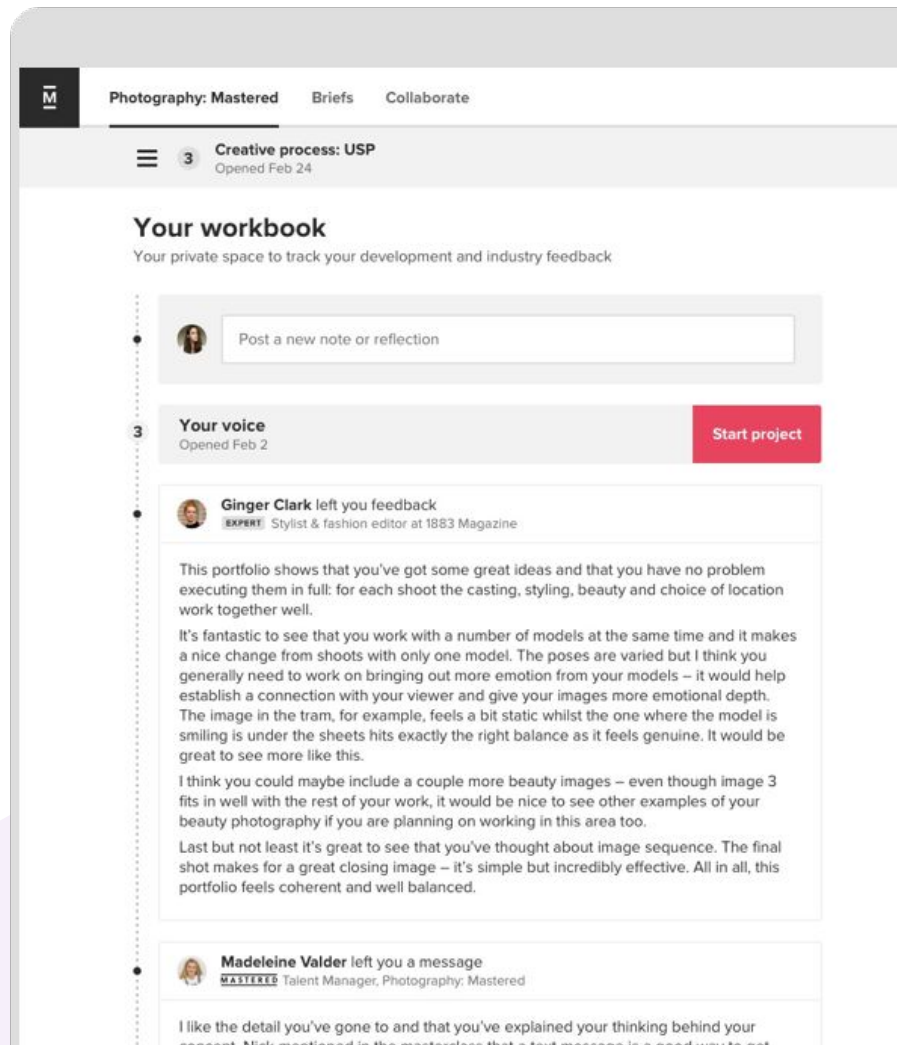 M
Photography: Mastered Briefs Collaborate
3 Creative process: USP
Opened Feb 24
Your workbook
Your private space to track your development and industry feedback
Post a new note or reflection
3 Your voice
Opened Feb 2
Start project
Ginger Clark left you feedback
EXPERT Stylist & fashion editor at 1883 Magazine
This portfolio shows that you’ve got some great ideas and that you have no problem
executing them in full: for each shoot the casting, styling, beauty and choice of location
work together well.
It’s fantastic to see that you work with a number of models at the same time and it makes
a nice change from shoots with only one model. The poses are varied but I think you
generally need to work on bringing out more emotion from your models – it would help
establish a connection with your viewer and give your images more emotional depth.
The image in the tram, for example, feels a bit static whilst the one where the model is
smiling is under the sheets hits exactly the right balance as it feels genuine. It would be
great to see more like this.
I think you could maybe include a couple more beauty images – even though image 3
fits in well with the rest of your work, it would be nice to see other examples of your
beauty photography if you are planning on working in this area too.
Last but not least it’s great to see that you’ve thought about image sequence. The final
shot makes for a great closing image – it’s simple but incredibly effective. All in all, this
portfolio feels coherent and well balanced.
Madeleine Valder left you a message
MASTERED Talent Manager, Photography: Mastered
I like the detail you’ve gone to and that you’ve explained your thinking behind your
concept. Nick mentioned in the masterclass that a text message is a good way to get